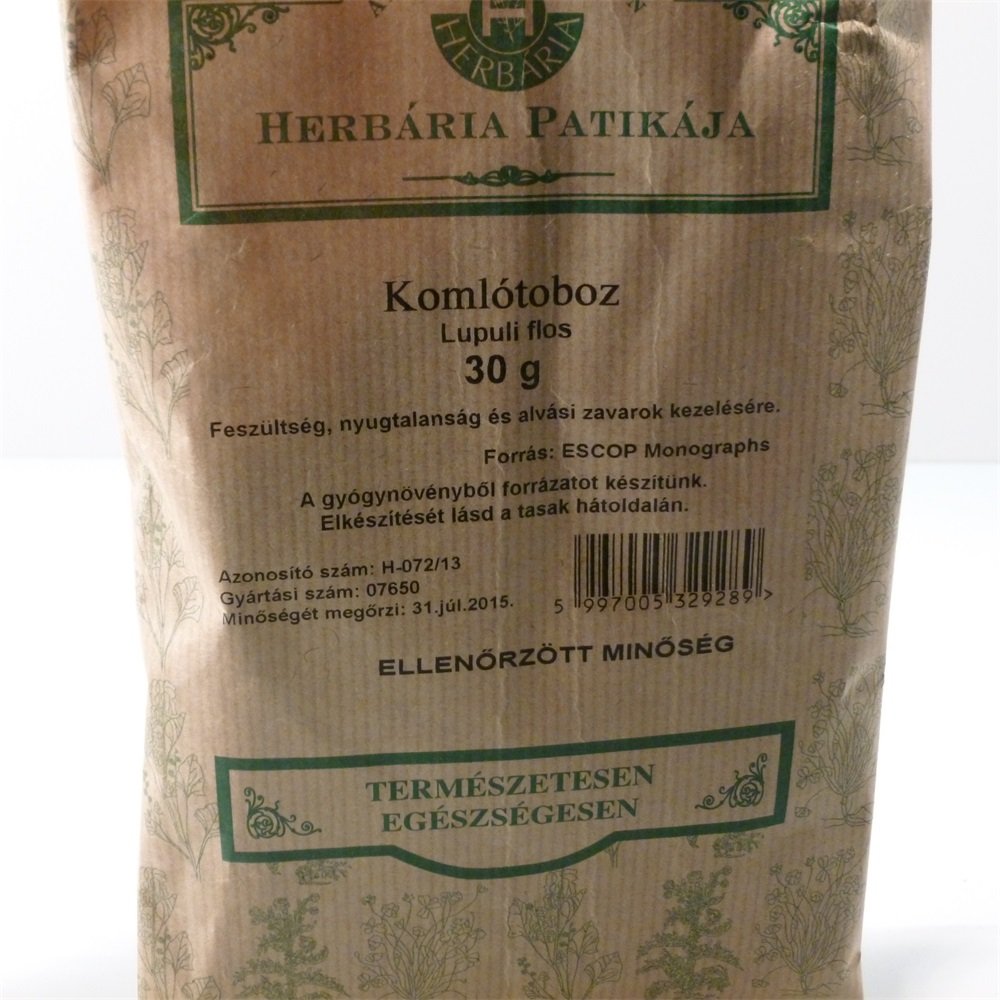 HERBÁRIA
HERBÁRIA PATIKÁJA
Komlótoboz
Lupuli flos
30 g
Feszültség, nyugtalanság és alvási zavarok kezelésére.
Forrás: ESCOP Monographs
A gyógynövényből forrázatot készítünk.
Elkészítését lásd a tasak hátoldalán.
Azonosító szám: H-072/13
Gyártási szám: 07650
Minőségét megőrzi: 31.júl.2015.
5 997005 329289 >
ELLENŐRZÖTT MINŐSÉG
TERMÉSZETESEN
EGÉSZSÉGESEN